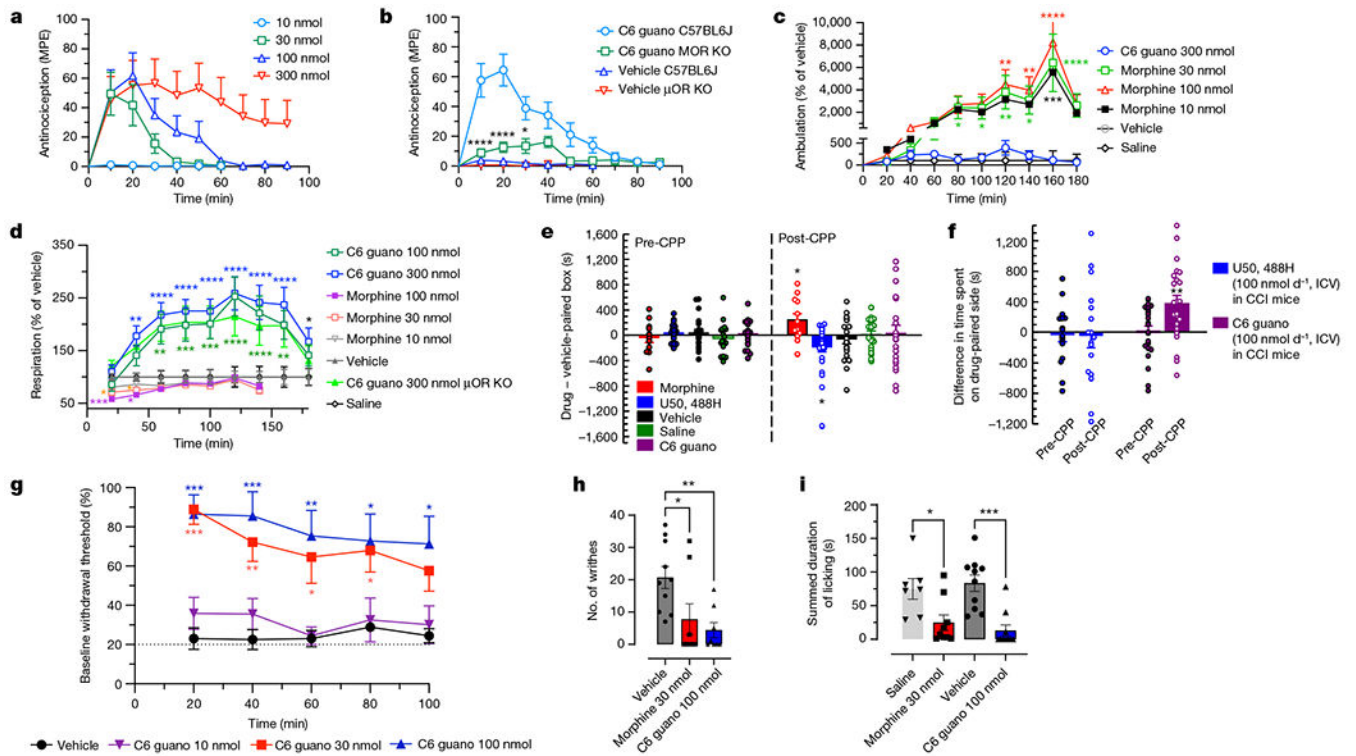 a
Antinociception (MPE)
80
60
40
20
0
0
20
40
60
80
100
Time (min)
10 nmol
30 nmol
100 nmol
300 nmol
b
Antinociception (MPE)
100
80
60
40
20
0
0
20
40
60
80
100
Time (min)
C6 guano C57BL6J
C6 guano MOR KO
Vehicle C57BL6J
Vehicle μOR KO
**** **** *
c
Ambulation (% of vehicle)
10,000
8,000
6,000
4,000
2,000
500
0
0 20 40 60 80 100 120 140 160 180
Time (min)
****
** **
****
* * ** * ***
C6 guano 300 nmol
Morphine 30 nmol
Morphine 100 nmol
Morphine 10 nmol
Vehicle
Saline
d
Respiration (% of vehicle)
350
250
150
50
50
100
150
Time (min)
** **** **** **** **** **** **** *
** *** *** **** **** **
***
*
*
C6 guano 100 nmol
C6 guano 300 nmol
Morphine 100 nmol
Morphine 30 nmol
Morphine 10 nmol
Vehicle
C6 guano 300 nmol μOR KO
Saline
e
Drug – vehicle-paired box (s)
1,600
1,200
800
400
0
–400
–800
–1,200
–1,600
Pre-CPP
Post-CPP
*
*
Morphine
U50, 488H
Vehicle
Saline
C6 guano
f
Difference in time spent
on drug-paired side (s)
1,200
800
400
0
–400
–800
–1,200
**
Pre-CPP
Post-CPP
Pre-CPP
Post-CPP
U50, 488H
(100 nmol d⁻¹, ICV)
in CCI mice
C6 guano
(100 nmol d⁻¹, ICV)
in CCI mice
g
Baseline withdrawal threshold (%)
100
80
60
40
20
0
0
20
40
60
80
100
Time (min)
*** *** ** * *
*** ** * *
Vehicle
C6 guano 10 nmol
C6 guano 30 nmol
C6 guano 100 nmol
h
No. of writhes
40
30
20
10
0
**
*
Vehicle
Morphine 30 nmol
C6 guano 100 nmol
i
Summed duration
of licking (s)
200
150
100
50
0
*
***
Saline
Morphine 30 nmol
Vehicle
C6 guano 100 nmol